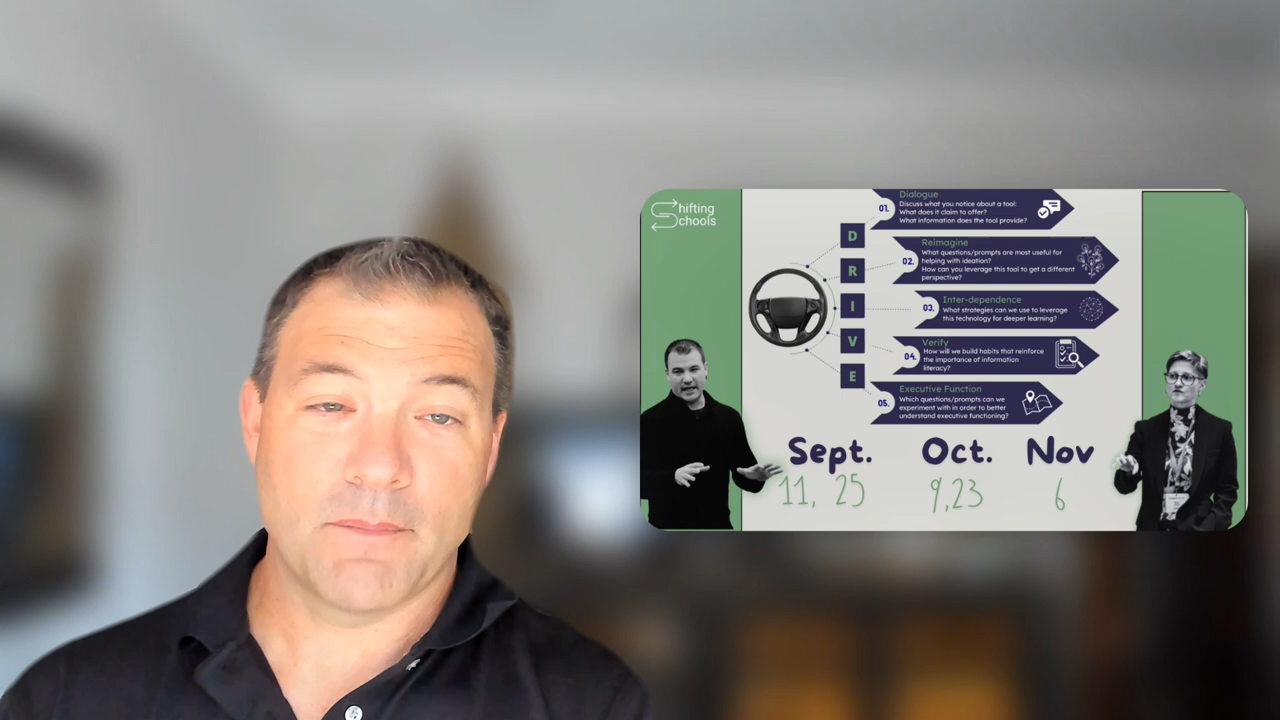 Shifting
Schools
D
R
I
V
E
01.
Dialogue
Discuss what you notice about a tool:
What does it claim to offer?
What information does the tool provide?
02.
Reimagine
What questions/prompts are most useful for
helping with ideation?
How can you leverage this tool to get a different
perspective?
03.
Inter-dependence
What strategies can we use to leverage
this technology for deeper learning?
04.
Verify
How will we build habits that reinforce
the importance of information
literacy?
05.
Executive Function
Which questions/prompts can we
experiment with in order to better
understand executive functioning?
Sept. Oct. Nov
11, 25 9,23 6